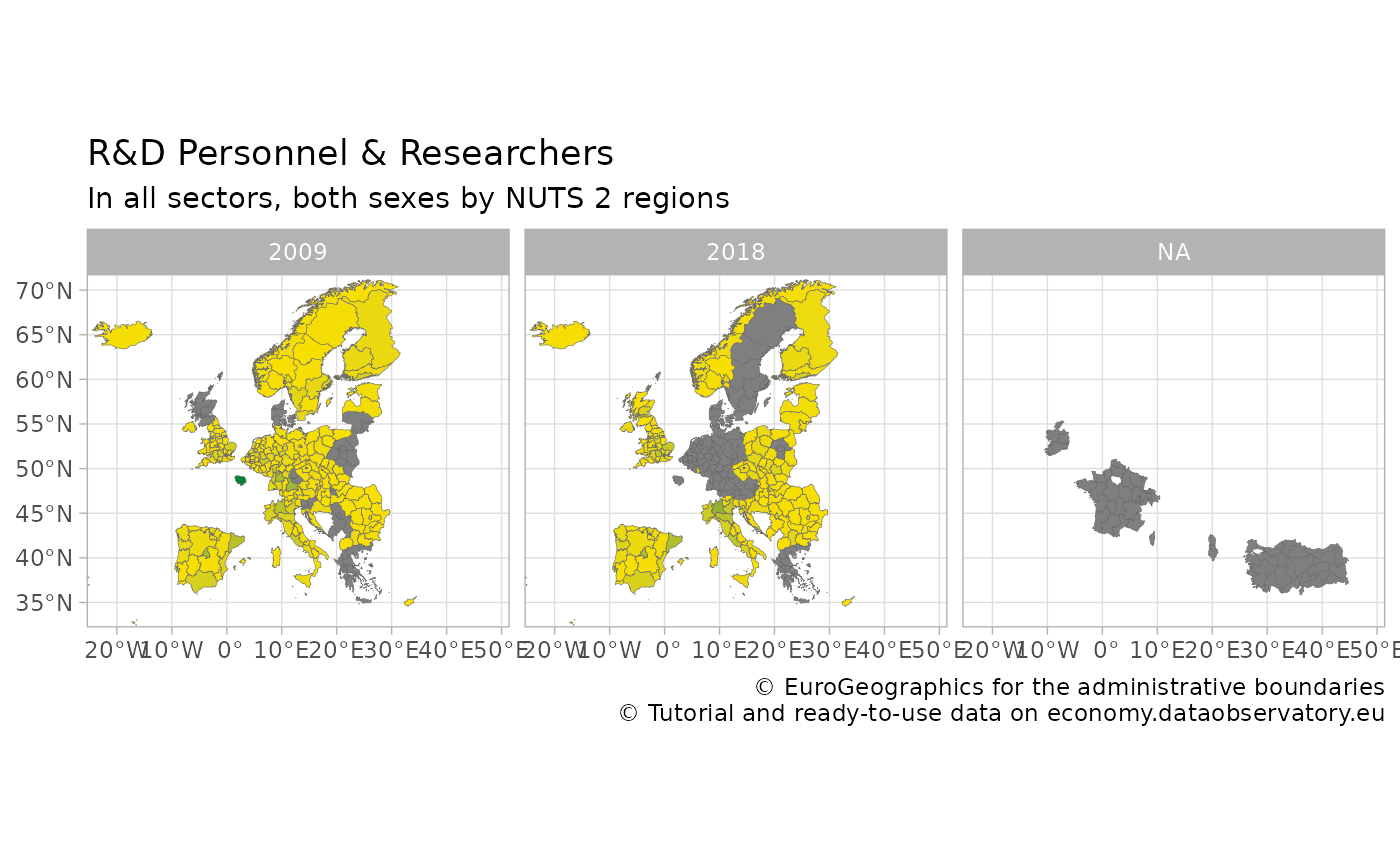 R&D Personnel & Researchers
In all sectors, both sexes by NUTS 2 regions
2009 2018 NA
70°N
65°N
60°N
55°N
50°N
45°N
40°N
35°N
20°W 10°W 0° 10°E 20°E 30°E 40°E 50°E 20°W 10°W 0° 10°E 20°E 30°E 40°E 50°E 20°W 10°W 0° 10°E 20°E 30°E 40°E 50°E
© EuroGeographics for the administrative boundaries
© Tutorial and ready-to-use data on economy.dataobservatory.eu